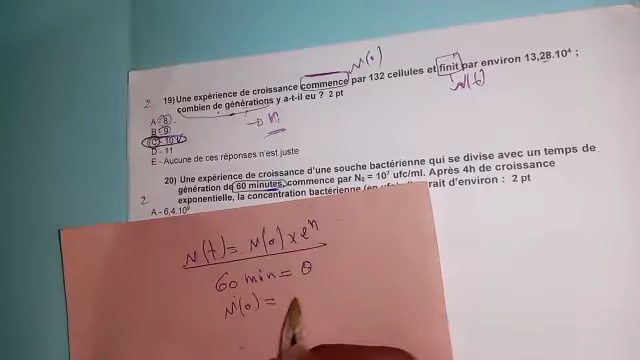 N(0)
2 19) Une expérience de croissance commence par 132 cellules et finit par environ 13,28.10⁴ ;
combien de générations y a-t-il eu ? 2 pt
N(t)
→ n
A - 8
B - 9
C - 10
D - 11
E - Aucune de ces réponses n'est juste
20) Une expérience de croissance d'une souche bactérienne qui se divise avec un temps de
2 génération de 60 minutes, commence par N₀ = 10⁷ ufc/ml. Après 4h de croissance
exponentielle, la concentration bactérienne (en rait d'environ : 2 pt
A - 6,4.10⁹
N(t) = N(0) x e^n
60 min = θ
N(0) =